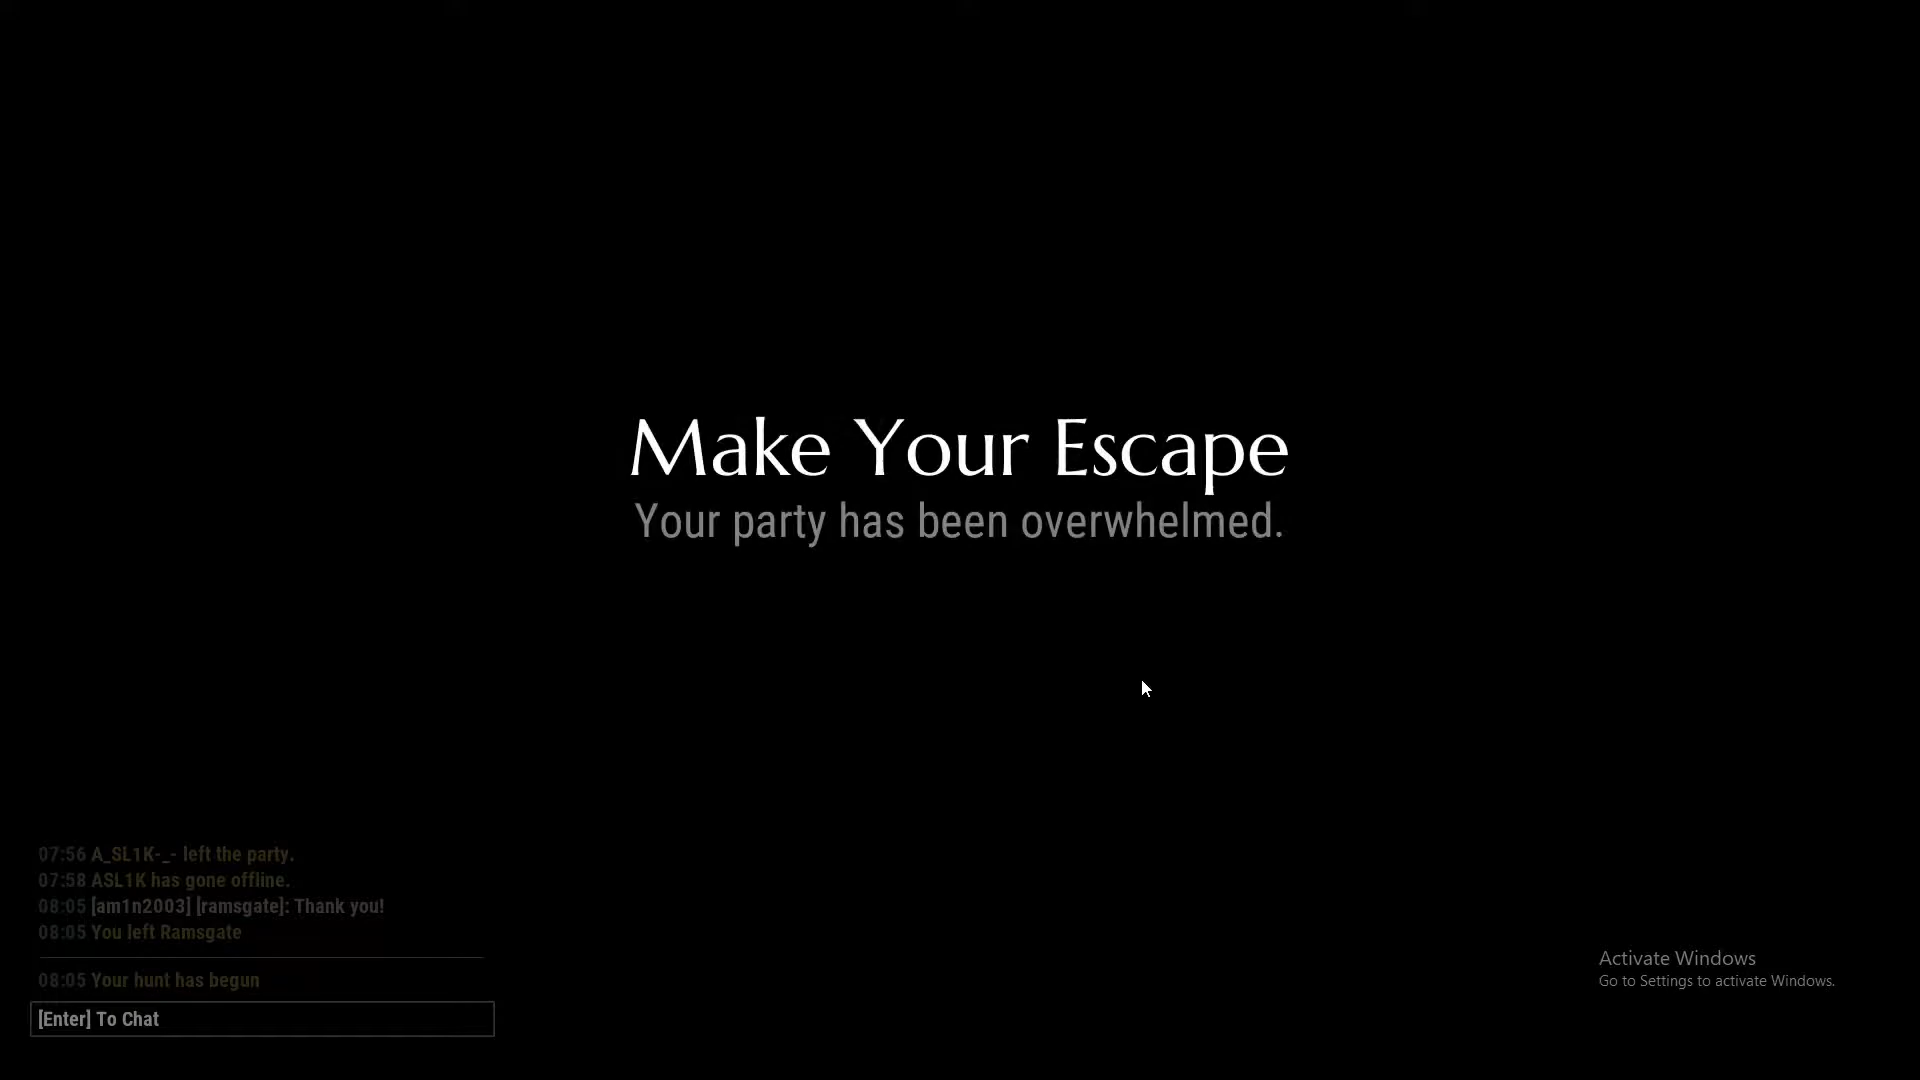 Make Your Escape
Your party has been overwhelmed.
07:56 A_SL1K-_- left the party.
07:58 ASL1K has gone offline.
08:05 [am1n2003] [ramsgate]: Thank you!
08:05 You left Ramsgate
08:05 Your hunt has begun
[Enter] To Chat
Activate Windows
Go to Settings to activate Windows.